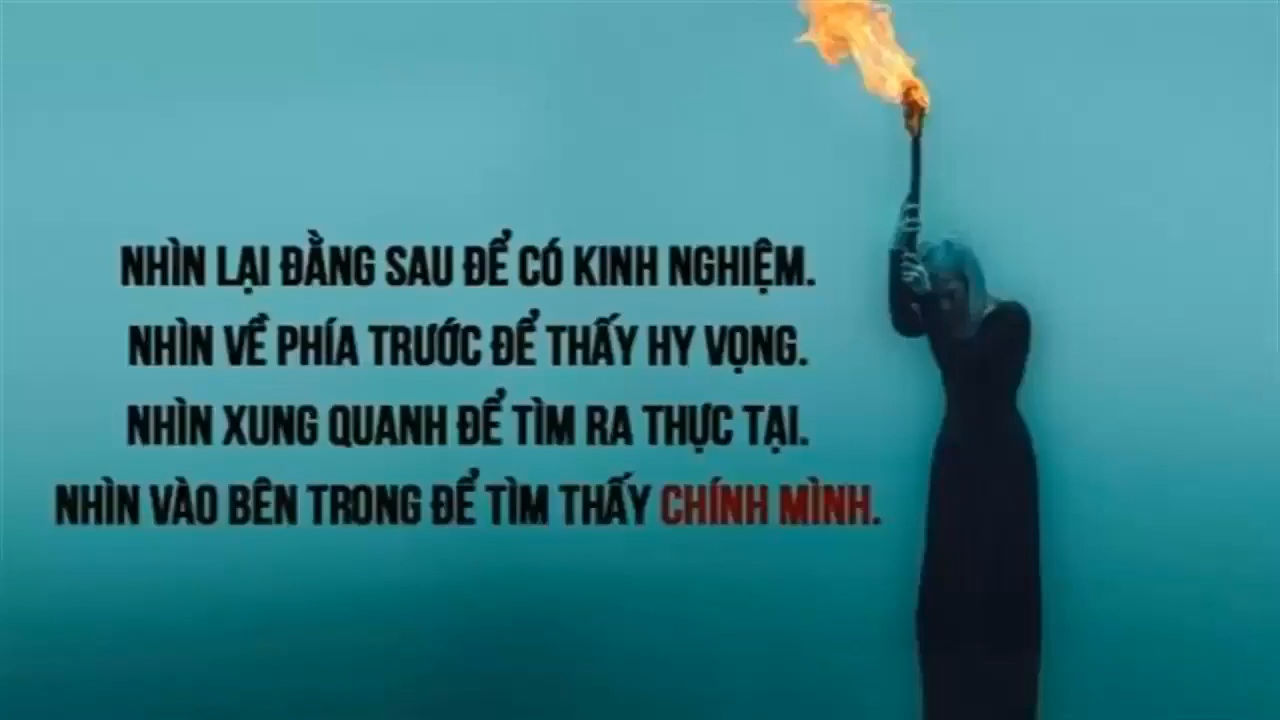 NHÌN LẠI ĐẰNG SAU ĐỂ CÓ KINH NGHIỆM.
NHÌN VỀ PHÍA TRƯỚC ĐỂ THẤY HY VỌNG.
NHÌN XUNG QUANH ĐỂ TÌM RA THỰC TẠI.
NHÌN VÀO BÊN TRONG ĐỂ TÌM THẤY CHÍNH MÌNH.